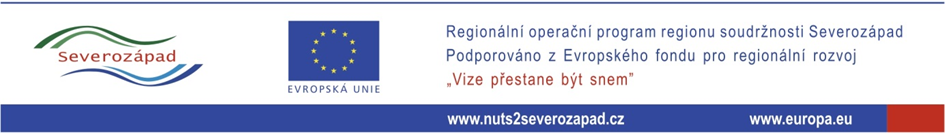 Severozápad
EVROPSKÁ UNIE
Regionální operační program regionu soudržnosti Severozápad
Podporováno z Evropského fondu pro regionální rozvoj
„Vize přestane být snem”
www.nuts2severozapad.cz
www.europa.eu